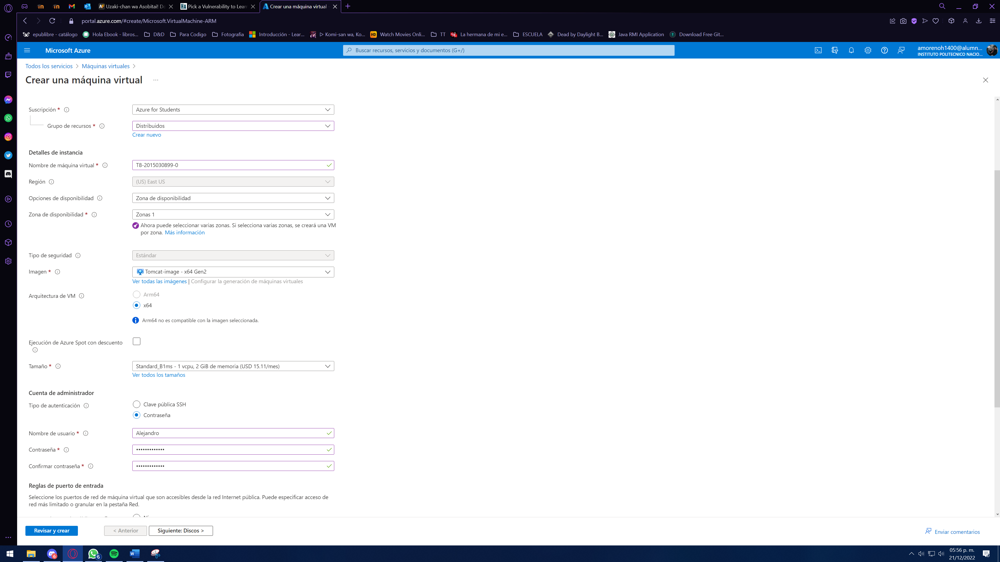 Uzaki-chan wa Asobitai! Do
Pick a Vulnerability to Learn
Crear una máquina virtual
portal.azure.com/#create/Microsoft.VirtualMachine-ARM
epublibre - catálogo
Hola Ebook - libros...
D&D
Para Codigo
Fotografia
Introducción - Lear...
ᐅ Komi-san wa, Ko...
Watch Movies Onli...
TT
La hermana de mi e...
ESCUELA
Dead by Daylight B...
Java RMI Application
Download Free Git...
Microsoft Azure
Buscar recursos, servicios y documentos (G+/)
amorenoh1400@alumn...
INSTITUTO POLITECNICO NACIO...
Todos los servicios > Máquinas virtuales >
Crear una máquina virtual ...
Suscripción * Azure for Students
Grupo de recursos * Distribuidos
Crear nuevo
Detalles de instancia
Nombre de máquina virtual * T8-2015030899-0
Región (US) East US
Opciones de disponibilidad Zona de disponibilidad
Zona de disponibilidad * Zonas 1
Ahora puede seleccionar varias zonas. Si selecciona varias zonas, se creará una VM
por zona. Más información
Tipo de seguridad Estándar
Imagen * Tomcat-image - x64 Gen2
Ver todas las imágenes | Configurar la generación de máquinas virtuales
Arquitectura de VM Arm64
x64
Arm64 no es compatible con la imagen seleccionada.
Ejecución de Azure Spot con descuento
Tamaño * Standard_B1ms - 1 vcpu, 2 GiB de memoria (USD 15.11/mes)
Ver todos los tamaños
Cuenta de administrador
Tipo de autenticación Clave pública SSH
Contraseña
Nombre de usuario * Alejandro
Contraseña * •••••••••••••
Confirmar contraseña * •••••••••••••
Reglas de puerto de entrada
Seleccione los puertos de red de máquina virtual que son accesibles desde la red Internet pública. Puede especificar acceso de
red más limitado o granular en la pestaña Red.
Revisar y crear
< Anterior
Siguiente: Discos >
Enviar comentarios
05:56 p. m.
21/12/2022